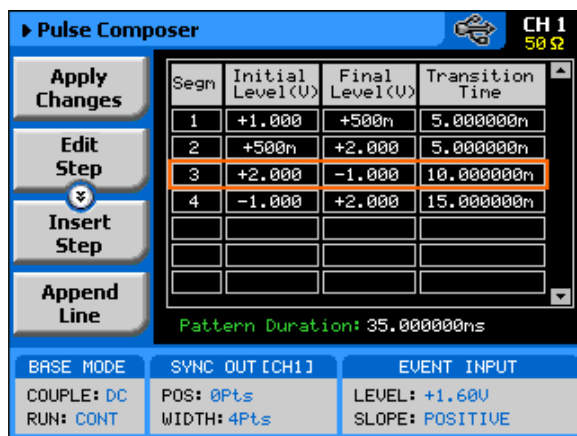 Pulse Composer
CH 1
50 Ω
Apply
Changes
Edit
Step
Insert
Step
Append
Line
Segm Initial Level(V) Final Level(V) Transition Time
1 +1.000 +500m 5.000000m
2 +500m +2.000 5.000000m
3 +2.000 -1.000 10.000000m
4 -1.000 +2.000 15.000000m
Pattern Duration: 35.000000ms
BASE MODE
COUPLE: DC
RUN: CONT
SYNC OUT [CH1]
POS: 0Pts
WIDTH: 4Pts
EVENT INPUT
LEVEL: +1.60V
SLOPE: POSITIVE